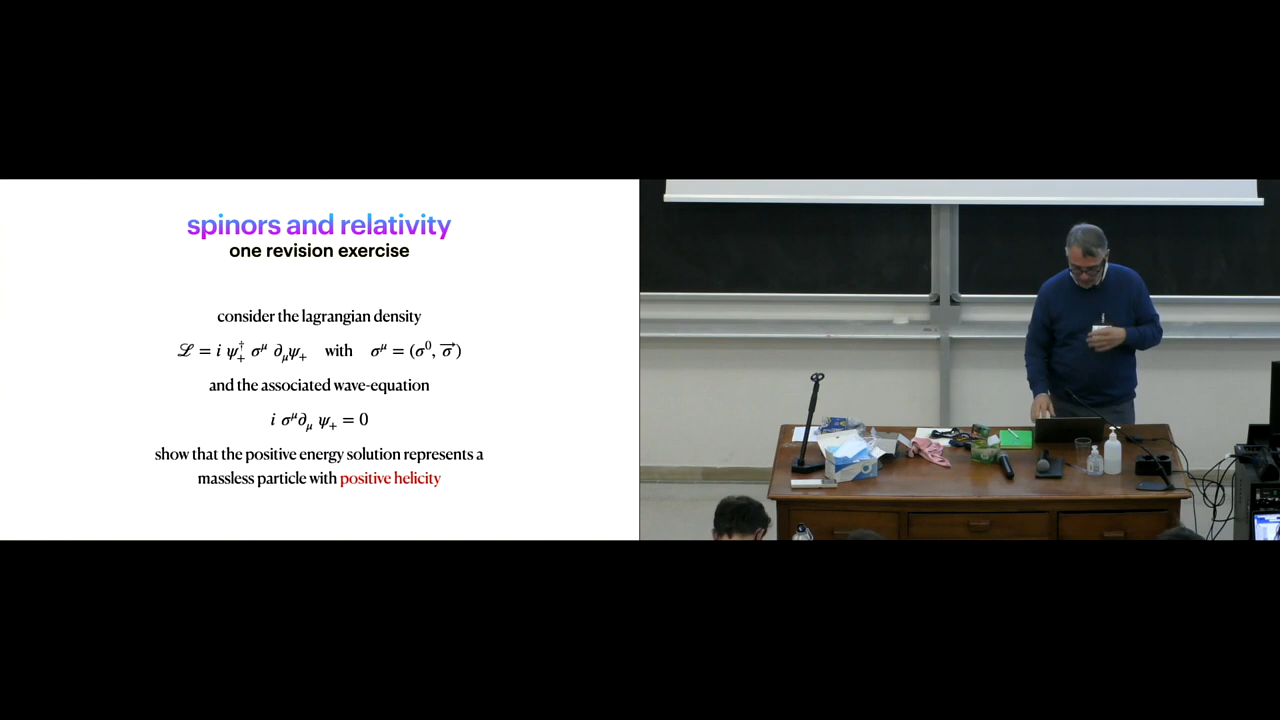 spinors and relativity
one revision exercise
consider the lagrangian density
ℒ = i ψ₊† σ^μ ∂_μ ψ₊ with σ^μ = (σ⁰, σ⃗)
and the associated wave-equation
i σ^μ ∂_μ ψ₊ = 0
show that the positive energy solution represents a
massless particle with positive helicity